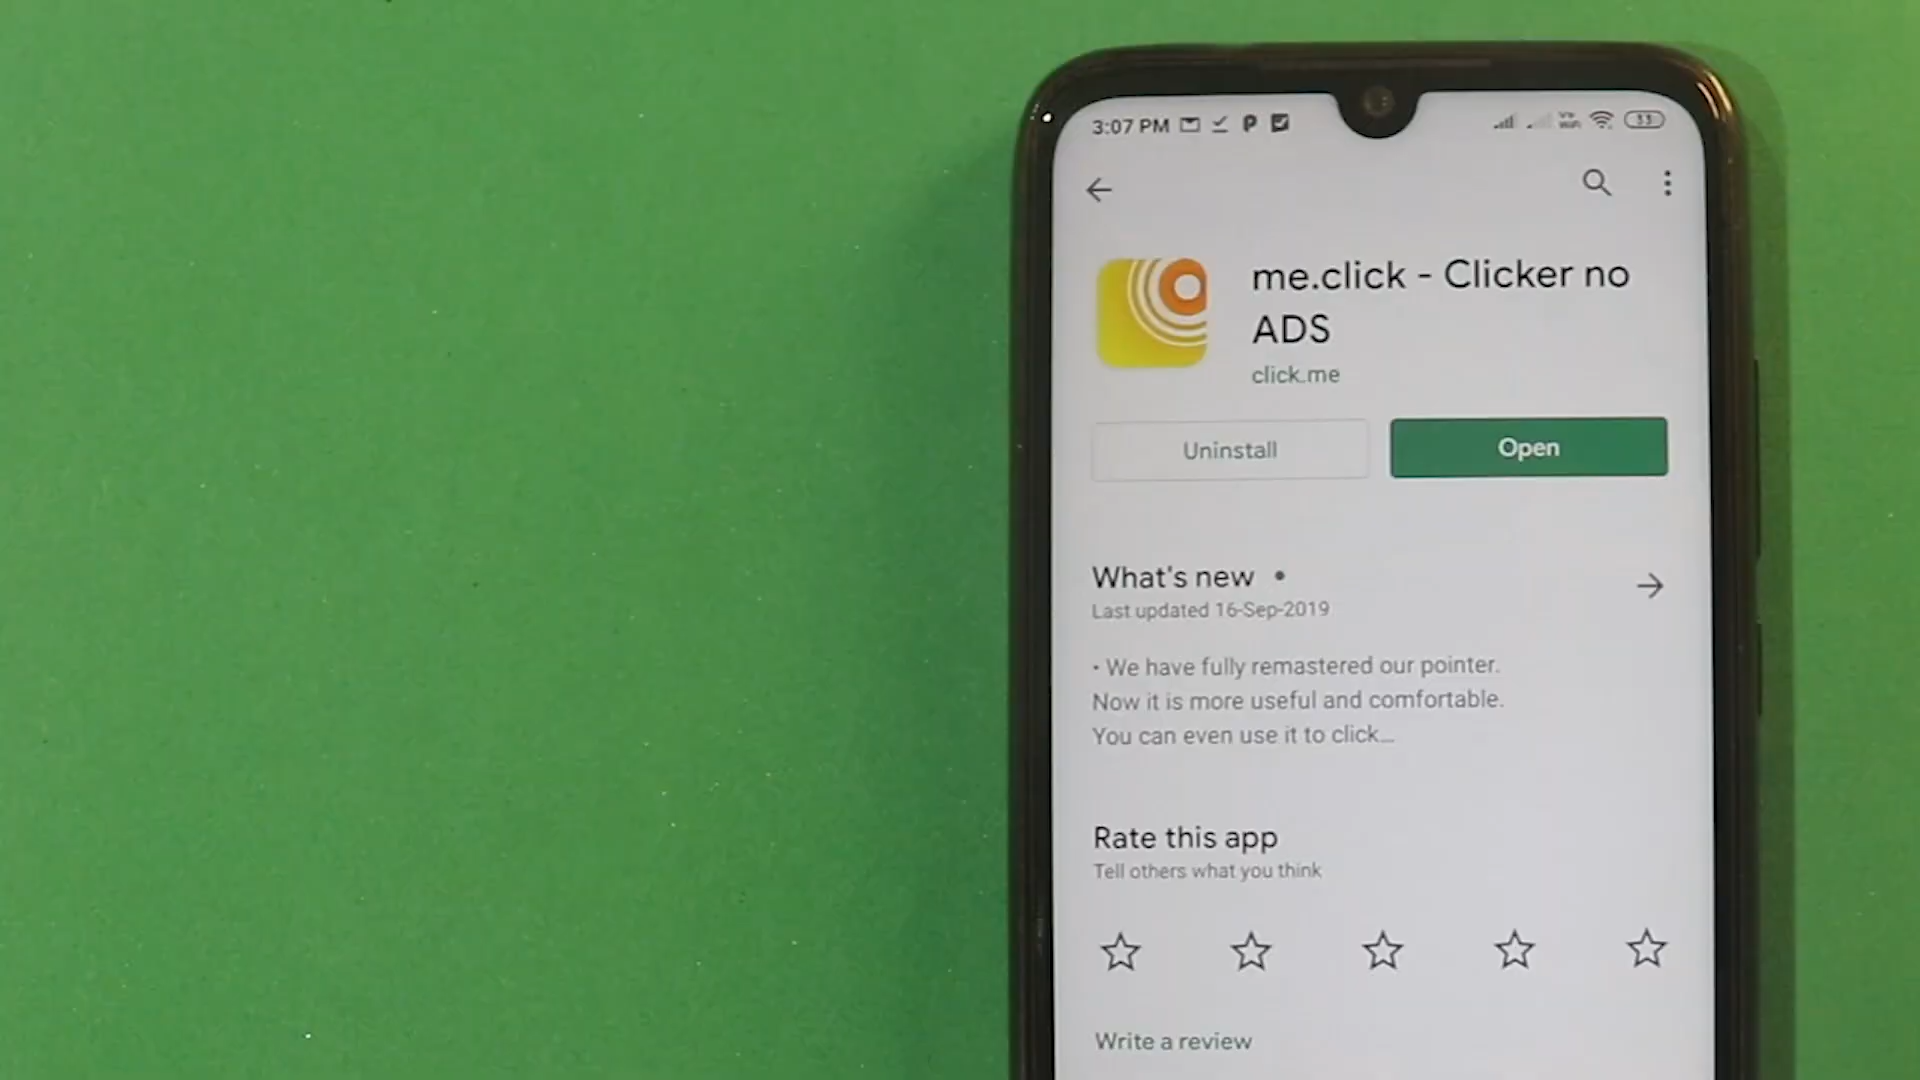 3:07 PM
33
me.click - Clicker no
ADS
click.me
Uninstall
Open
What's new •
Last updated 16-Sep-2019
• We have fully remastered our pointer.
Now it is more useful and comfortable.
You can even use it to click...
Rate this app
Tell others what you think
Write a review